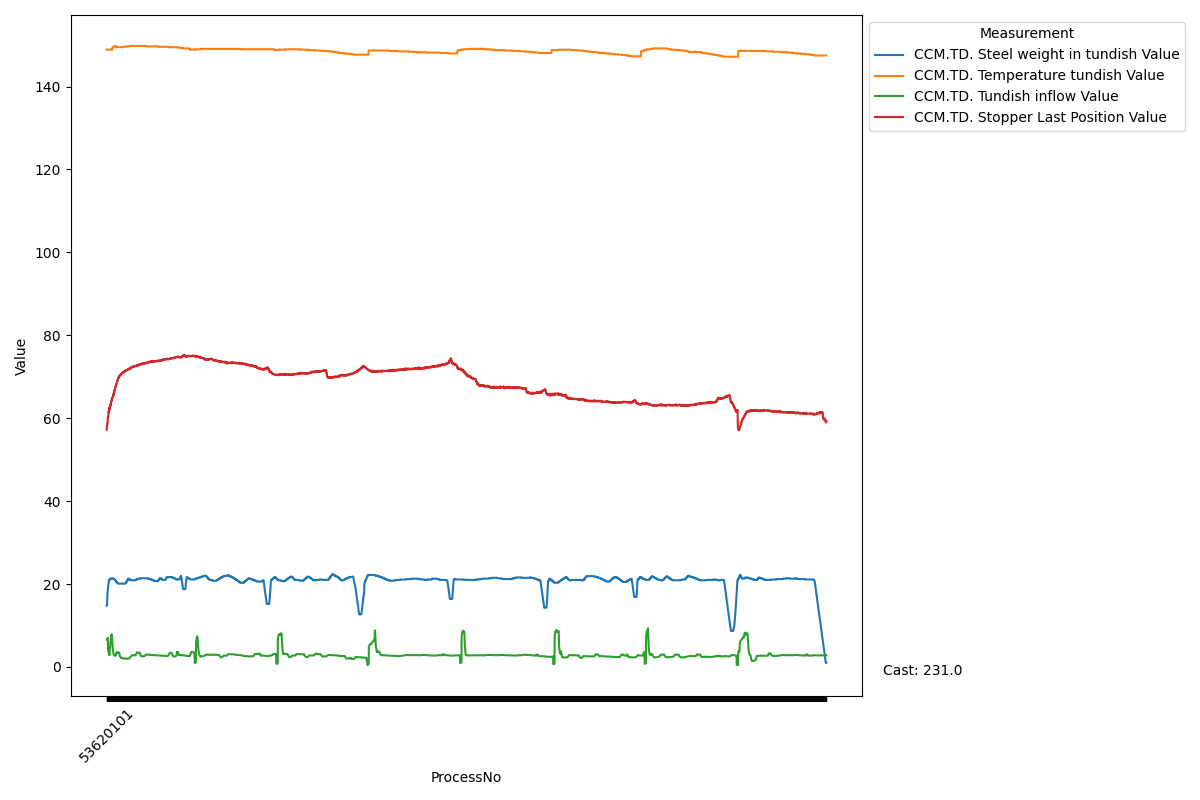 Measurement
CCM.TD. Steel weight in tundish Value
CCM.TD. Temperature tundish Value
CCM.TD. Tundish inflow Value
CCM.TD. Stopper Last Position Value
Value
140
120
100
80
60
40
20
0
Cast: 231.0
53620101
ProcessNo